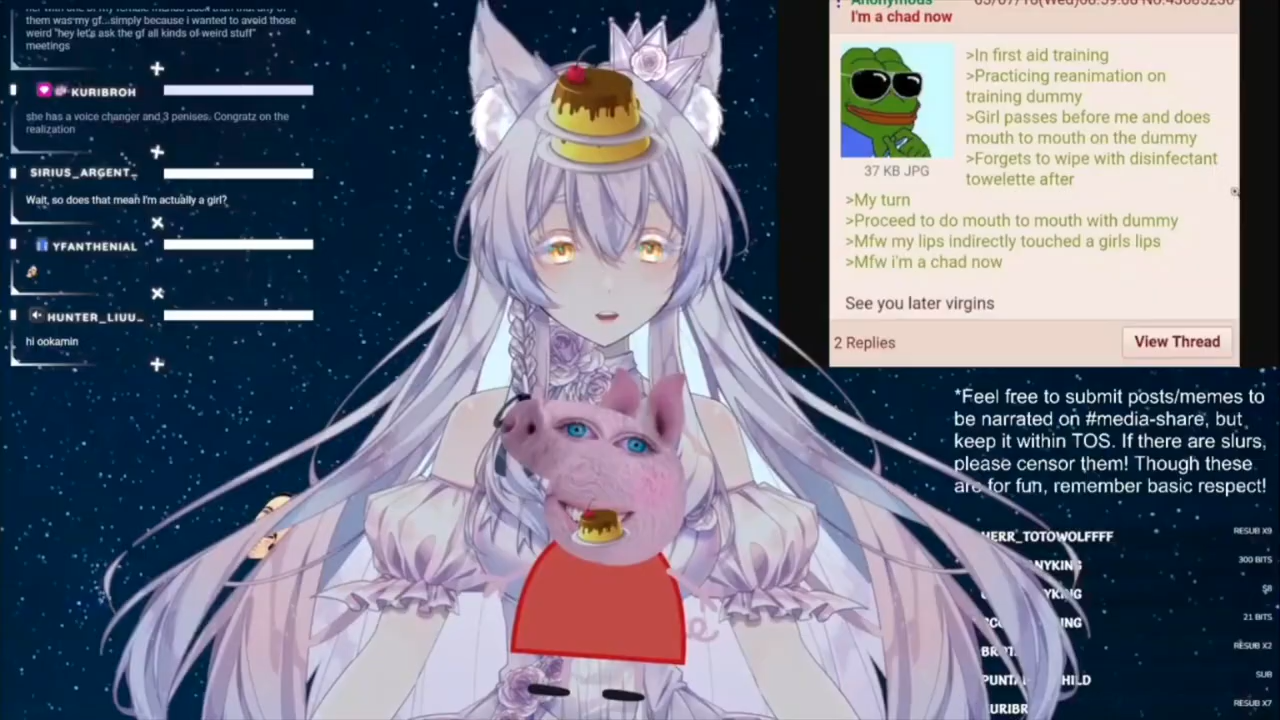 them was my gf...simply because i wanted to avoid those
weird "hey let's ask the gf all kinds of weird stuff"
meetings
KURIBROH
she has a voice changer and 3 penises. Congratz on the
realization
SIRIUS_ARGENT_
Wait, so does that mean I'm actually a girl?
YFANTHENIAL
HUNTER_LIUU_
hi ookamin
Anonymous
I'm a chad now
>In first aid training
>Practicing reanimation on
training dummy
>Girl passes before me and does
mouth to mouth on the dummy
>Forgets to wipe with disinfectant
towelette after
37 KB JPG
>My turn
>Proceed to do mouth to mouth with dummy
>Mfw my lips indirectly touched a girls lips
>Mfw i'm a chad now
See you later virgins
2 Replies
View Thread
*Feel free to submit posts/memes to
be narrated on #media-share, but
keep it within TOS. If there are slurs,
please censor them! Though these
are for fun, remember basic respect!
HERR_TOTOWOLFFFF RESUB X9
300 BITS
$8
21 BITS
RESUB X2
SUB
RESUB X7